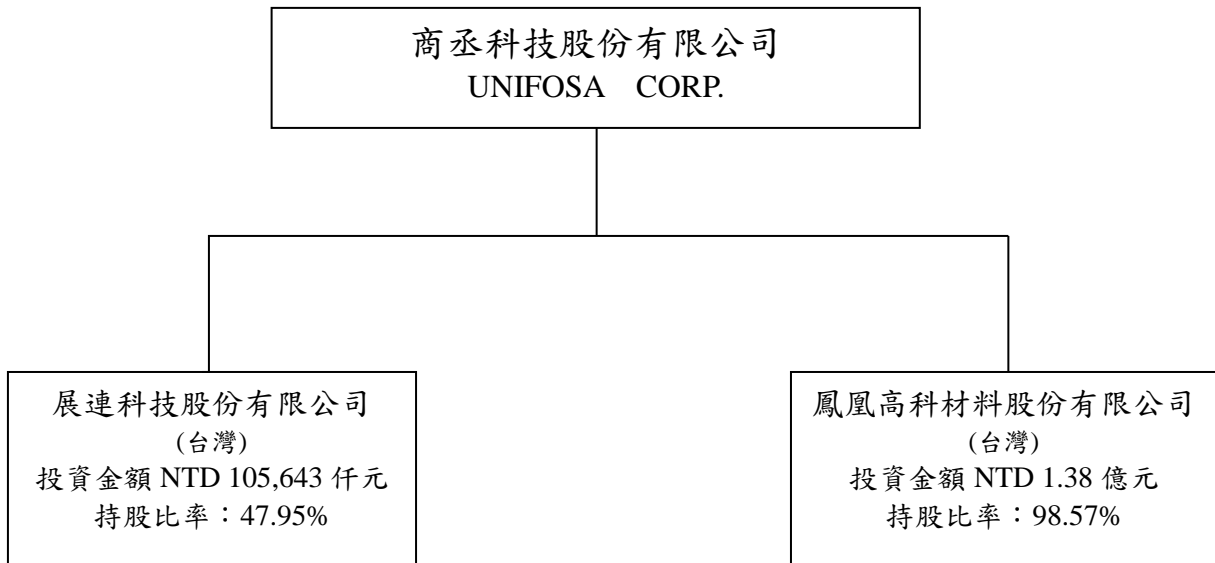 商丞科技股份有限公司
UNIFOSA CORP.
展連科技股份有限公司
(台灣)
投資金額 NTD 105,643 仟元
持股比率：47.95%
鳳凰高科材料股份有限公司
(台灣)
投資金額 NTD 1.38 億元
持股比率：98.57%